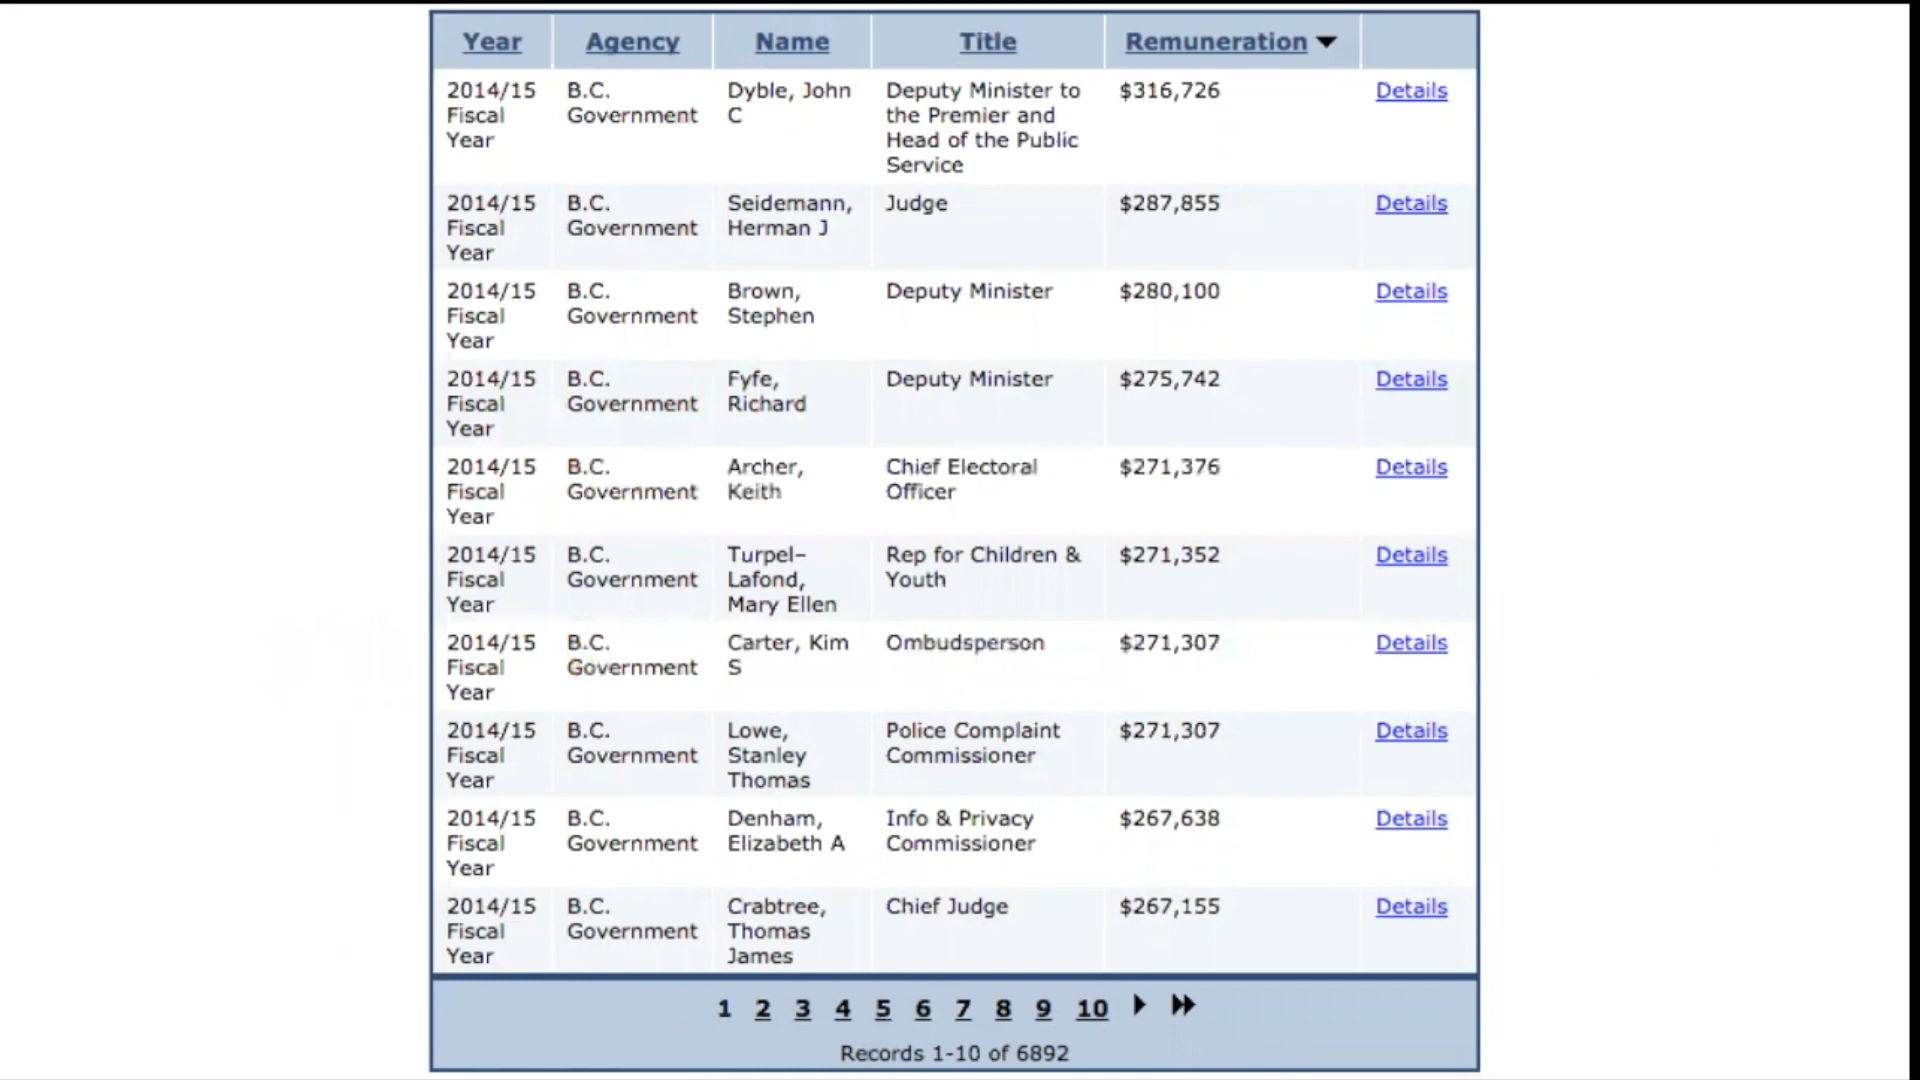 Year Agency Name Title Remuneration
2014/15 B.C. Dyble, John Deputy Minister to $316,726 Details
Fiscal Government C the Premier and
Year Head of the Public
Service
2014/15 B.C. Seidemann, Judge $287,855 Details
Fiscal Government Herman J
Year
2014/15 B.C. Brown, Deputy Minister $280,100 Details
Fiscal Government Stephen
Year
2014/15 B.C. Fyfe, Deputy Minister $275,742 Details
Fiscal Government Richard
Year
2014/15 B.C. Archer, Chief Electoral $271,376 Details
Fiscal Government Keith Officer
Year
2014/15 B.C. Turpel– Rep for Children & $271,352 Details
Fiscal Government Lafond, Youth
Year Mary Ellen
2014/15 B.C. Carter, Kim Ombudsperson $271,307 Details
Fiscal Government S
Year
2014/15 B.C. Lowe, Police Complaint $271,307 Details
Fiscal Government Stanley Commissioner
Year Thomas
2014/15 B.C. Denham, Info & Privacy $267,638 Details
Fiscal Government Elizabeth A Commissioner
Year
2014/15 B.C. Crabtree, Chief Judge $267,155 Details
Fiscal Government Thomas
Year James
1 2 3 4 5 6 7 8 9 10
Records 1-10 of 6892